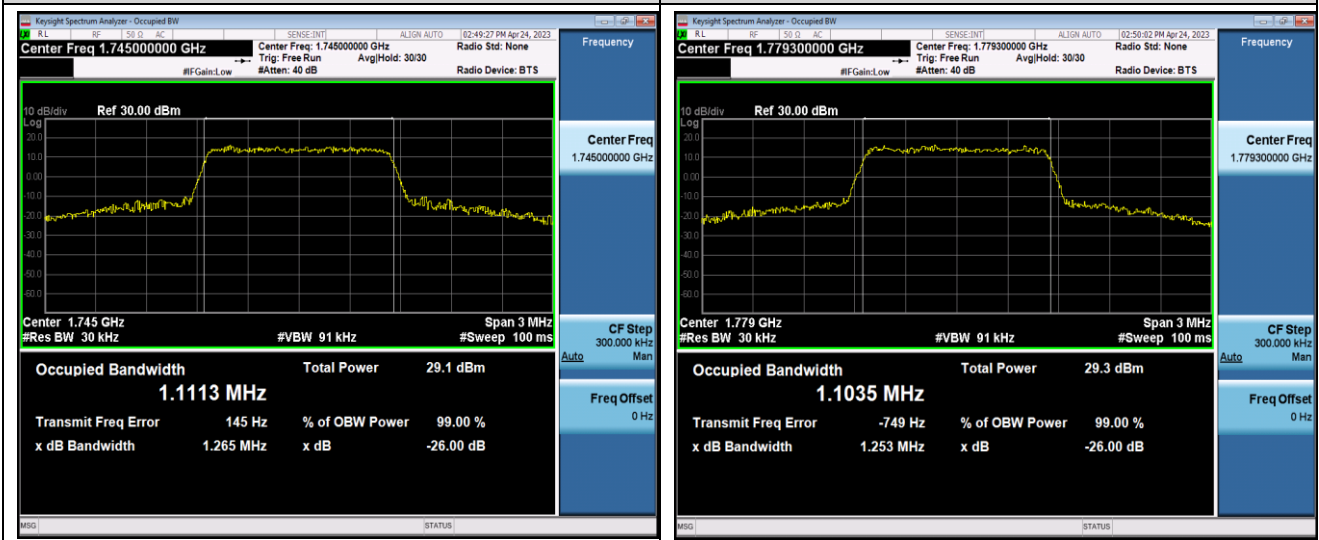 Keysight Spectrum Analyzer - Occupied BW
RL RF 50 Ω AC SENSE:INT ALIGN AUTO 02:49:27 PM Apr 24, 2023
Center Freq 1.745000000 GHz Center Freq: 1.745000000 GHz Radio Std: None
Trig: Free Run Avg|Hold: 30/30
#IFGain:Low #Atten: 40 dB Radio Device: BTS
10 dB/div Ref 30.00 dBm
Log
20.0
10.0
0.00
-10.0
-20.0
-30.0
-40.0
-50.0
-60.0
Center 1.745 GHz Span 3 MHz
#Res BW 30 kHz #VBW 91 kHz #Sweep 100 ms
Occupied Bandwidth Total Power 29.1 dBm
1.1113 MHz
Transmit Freq Error 145 Hz % of OBW Power 99.00 %
x dB Bandwidth 1.265 MHz x dB -26.00 dB
MSG STATUS
Frequency
Center Freq
1.745000000 GHz
CF Step
300.000 kHz
Auto Man
Freq Offset
0 Hz
Keysight Spectrum Analyzer - Occupied BW
RL RF 50 Ω AC SENSE:INT ALIGN AUTO 02:50:02 PM Apr 24, 2023
Center Freq 1.779300000 GHz Center Freq: 1.779300000 GHz Radio Std: None
Trig: Free Run Avg|Hold: 30/30
#IFGain:Low #Atten: 40 dB Radio Device: BTS
10 dB/div Ref 30.00 dBm
Log
20.0
10.0
0.00
-10.0
-20.0
-30.0
-40.0
-50.0
-60.0
Center 1.779 GHz Span 3 MHz
#Res BW 30 kHz #VBW 91 kHz #Sweep 100 ms
Occupied Bandwidth Total Power 29.3 dBm
1.1035 MHz
Transmit Freq Error -749 Hz % of OBW Power 99.00 %
x dB Bandwidth 1.253 MHz x dB -26.00 dB
MSG STATUS
Frequency
Center Freq
1.779300000 GHz
CF Step
300.000 kHz
Auto Man
Freq Offset
0 Hz